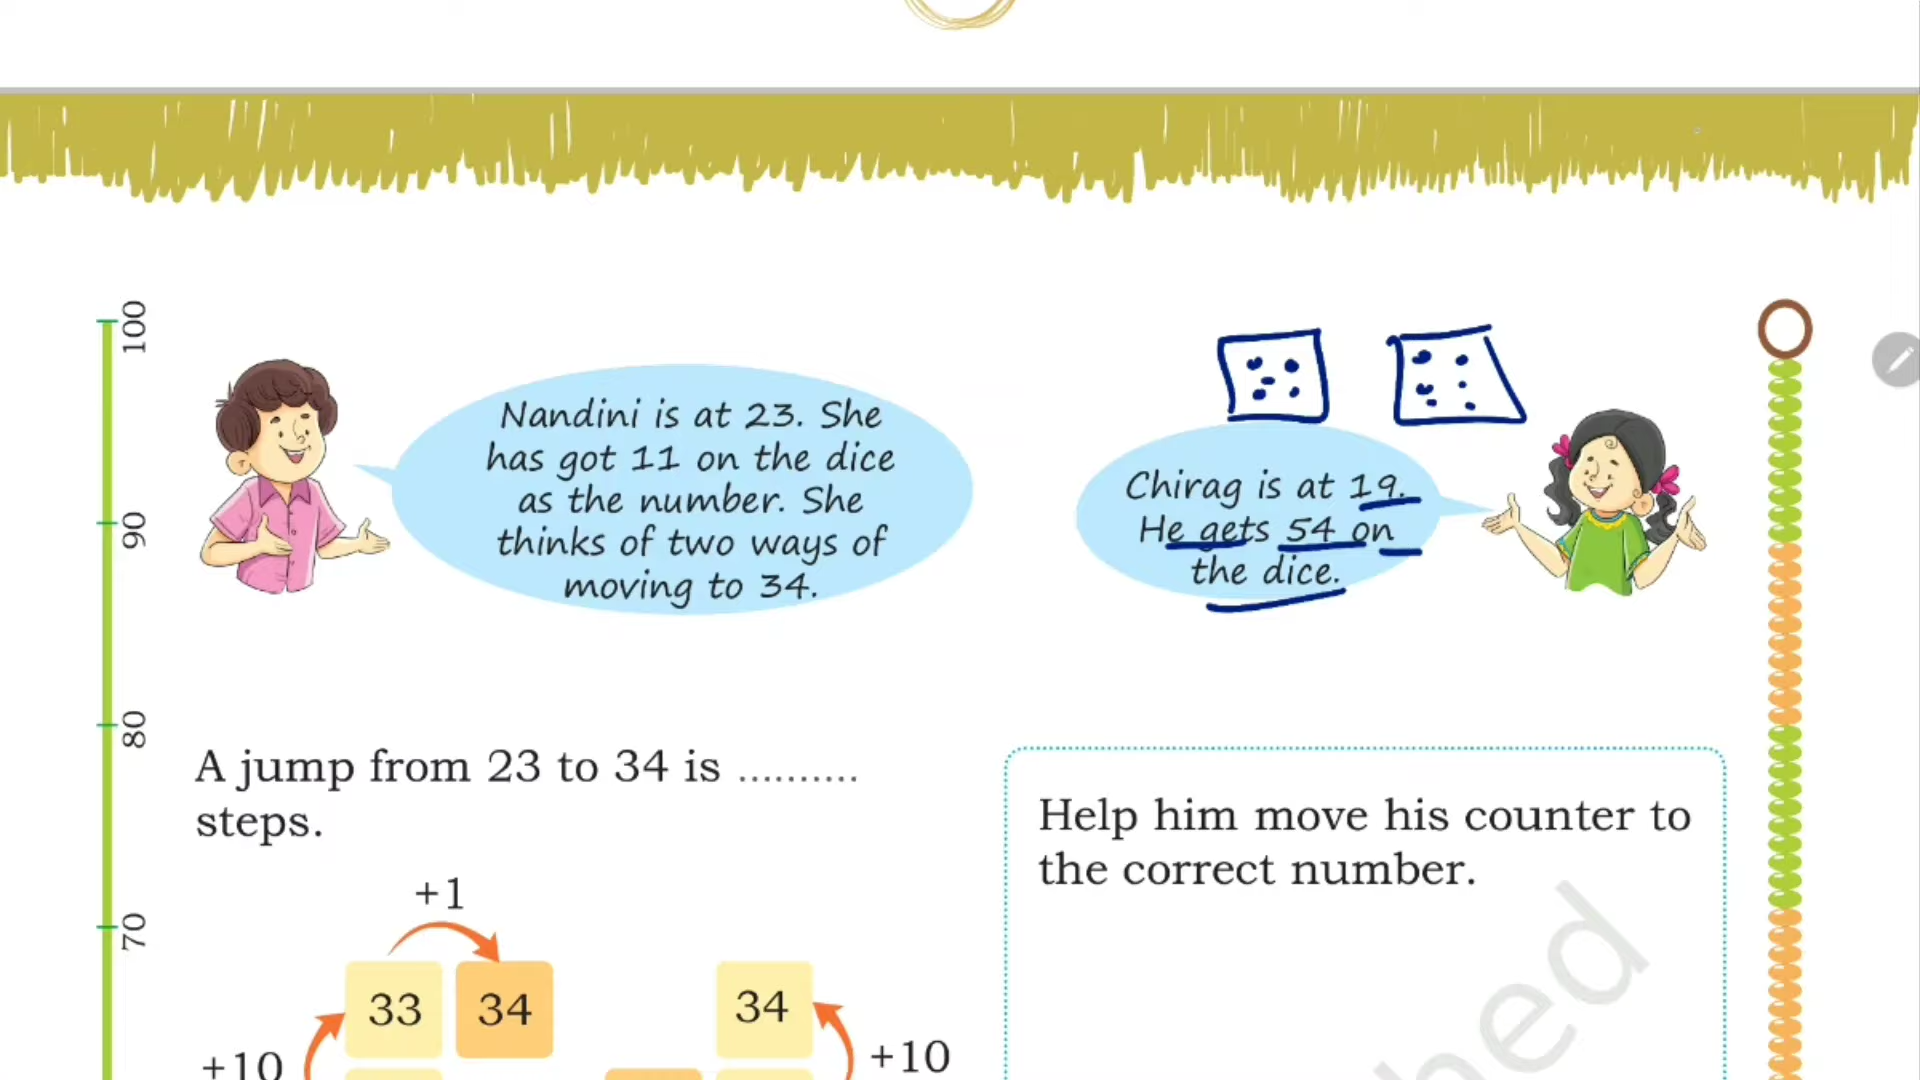 100
90
80
70
Nandini is at 23. She
has got 11 on the dice
as the number. She
thinks of two ways of
moving to 34.
Chirag is at 19.
He gets 54 on
the dice.
A jump from 23 to 34 is ..........
steps.
+1
33 34
+10
34
+10
Help him move his counter to
the correct number.
hed